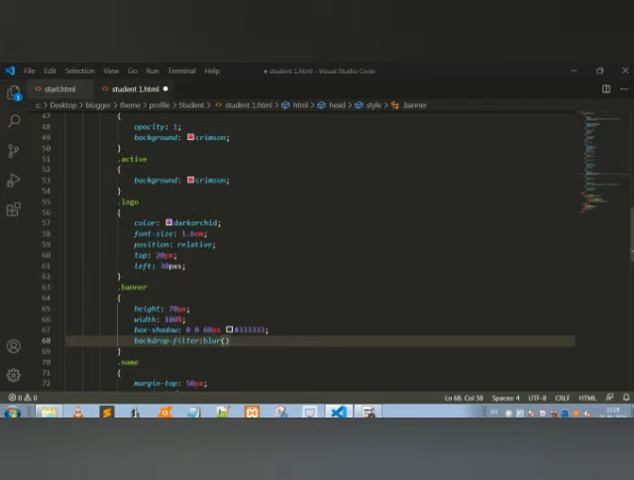 File Edit Selection View Go Run Terminal Help ● student 1.html - Visual Studio Code
start.html student 1.html ●
c: > Desktop > blogger > theme > profile > Student > student 1.html > html > head > style > .banner
47 {
48 opacity: 1;
49 background: crimson;
50 }
51 .active
52 {
53 background: crimson;
54 }
55 .logo
56 {
57 color: darkorchid;
58 font-size: 1.6em;
59 position: relative;
60 top: 20px;
61 left: 30pxs;
62 }
63 .banner
64 {
65 height: 70px;
66 width: 100%;
67 box-shadow: 0 0 60px #333333;
68 backdrop-filter:blur()
69 }
70 .name
71 {
72 margin-top: 50px;
0 0 Ln 68, Col 38 Spaces: 4 UTF-8 CRLF HTML
EN